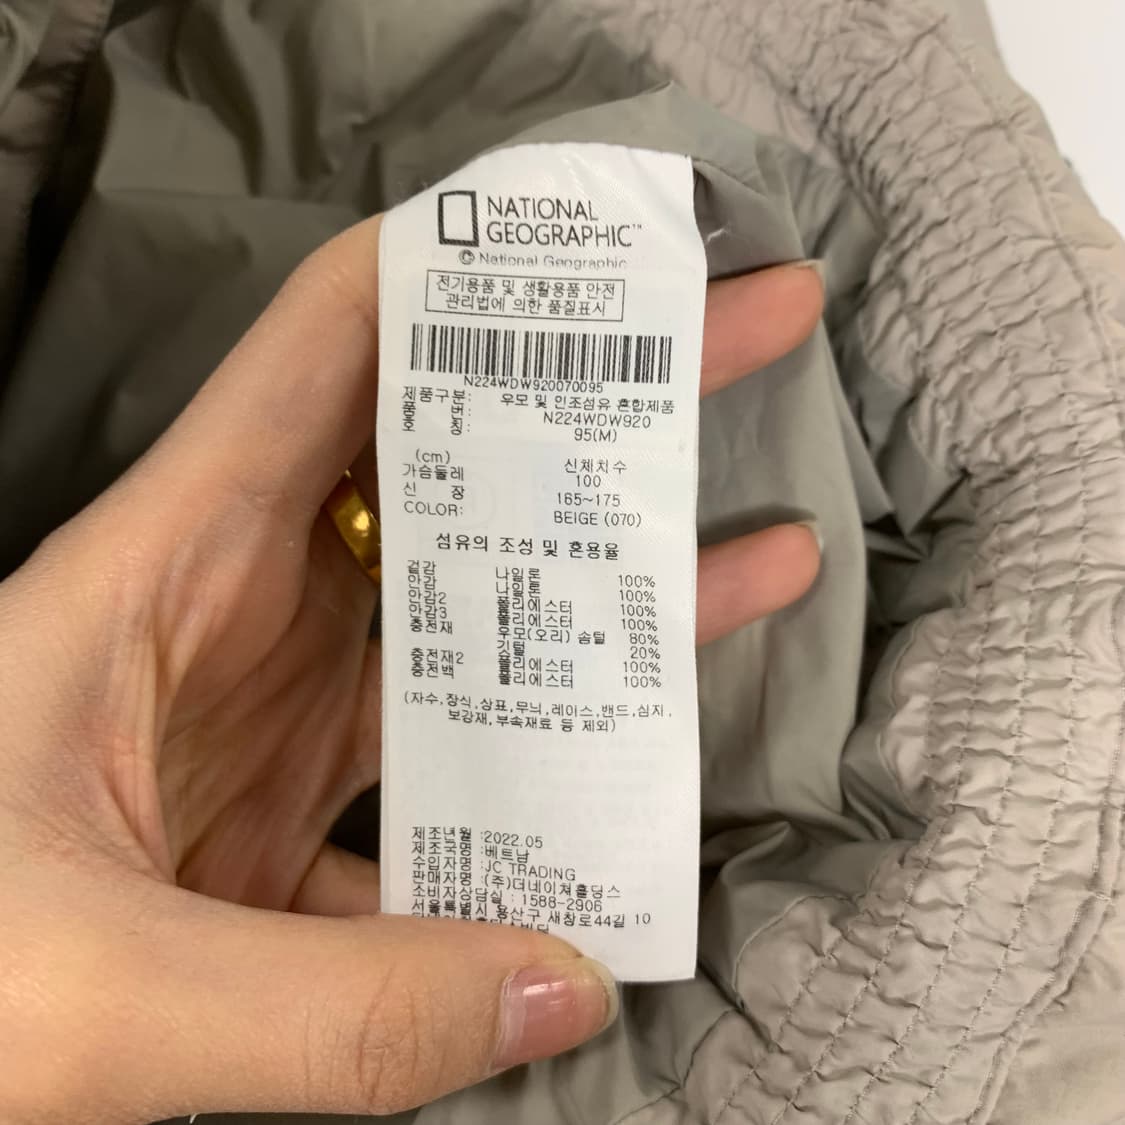 NATIONAL
GEOGRAPHIC™
© National Geographic
전기용품 및 생활용품 안전
관리법에 의한 품질표시
N224WDW920070095
제품구분: 우모 및 인조섬유 혼합제품
품 번: N224WDW920
호 칭: 95(M)
(cm) 신체치수
가슴둘레 100
신 장 165~175
COLOR: BEIGE (070)
섬유의 조성 및 혼용율
겉감 나일론 100%
안감 나일론 100%
안감2 폴리에스터 100%
안감3 폴리에스터 100%
충전재 우모(오리) 솜털 80%
깃털 20%
충전재2 폴리에스터 100%
충전백 폴리에스터 100%
(자수,장식,상표,무늬,레이스,밴드,심지,
보강재,부속재료 등 제외)
제조년월 :2022.05
제조국명 :베트남
수입자명 :JC TRADING
판매자명 :(주)더네이쳐홀딩스
소비자상담실 : 1588-2906
서울특별시 용산구 새창로44길 10